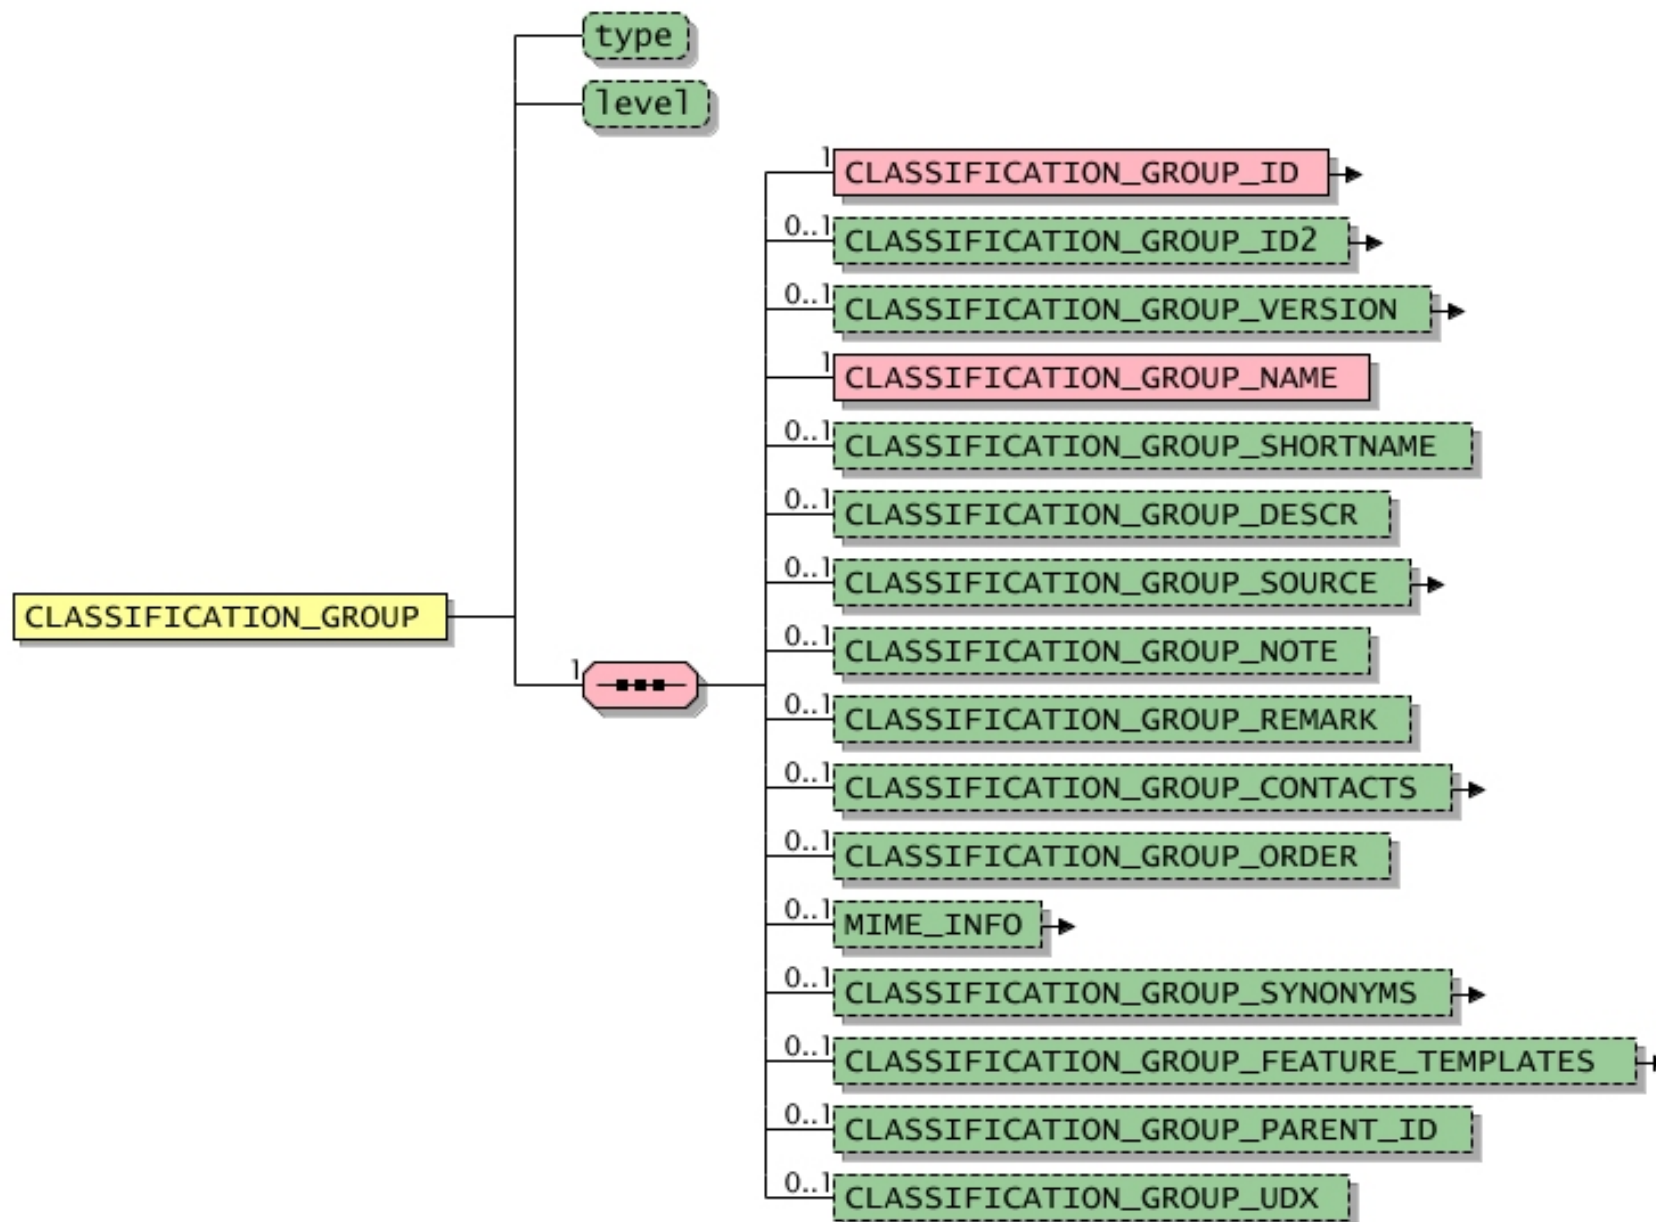 type
level
1
CLASSIFICATION_GROUP_ID
0..1
CLASSIFICATION_GROUP_ID2
0..1
CLASSIFICATION_GROUP_VERSION
1
CLASSIFICATION_GROUP_NAME
0..1
CLASSIFICATION_GROUP_SHORTNAME
0..1
CLASSIFICATION_GROUP_DESCR
0..1
CLASSIFICATION_GROUP_SOURCE
CLASSIFICATION_GROUP
0..1
CLASSIFICATION_GROUP_NOTE
1
0..1
CLASSIFICATION_GROUP_REMARK
0..1
CLASSIFICATION_GROUP_CONTACTS
0..1
CLASSIFICATION_GROUP_ORDER
0..1
MIME_INFO
0..1
CLASSIFICATION_GROUP_SYNONYMS
0..1
CLASSIFICATION_GROUP_FEATURE_TEMPLATES
0..1
CLASSIFICATION_GROUP_PARENT_ID
0..1
CLASSIFICATION_GROUP_UDX